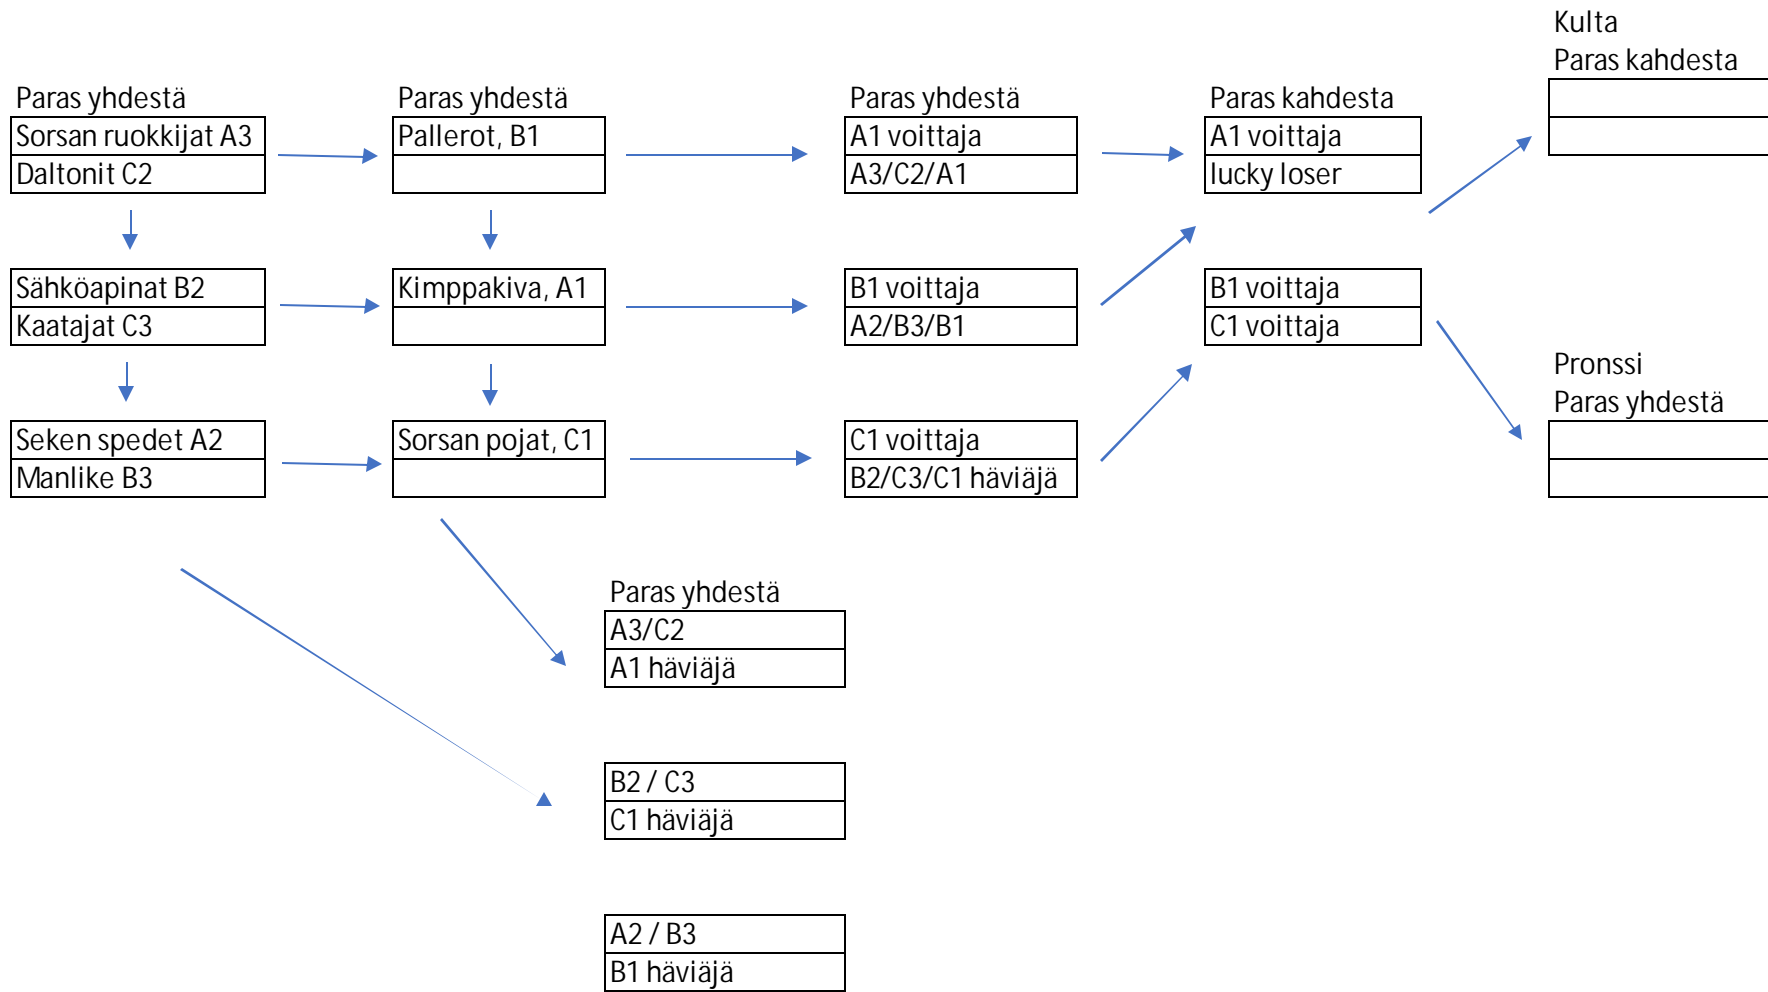 Kulta
Paras kahdesta
Paras yhdestä
Sorsan ruokkijat A3
Daltonit C2
Sähköapinat B2
Kaatajat C3
Seken spedet A2
Manlike B3
Paras yhdestä
Pallerot, B1
Kimppakiva, A1
Sorsan pojat, C1
Paras yhdestä
A1 voittaja
A3/C2/A1
B1 voittaja
A2/B3/B1
C1 voittaja
B2/C3/C1 häviäjä
Paras kahdesta
A1 voittaja
lucky loser
B1 voittaja
C1 voittaja
Pronssi
Paras yhdestä
Paras yhdestä
A3/C2
A1 häviäjä
B2 / C3
C1 häviäjä
A2 / B3
B1 häviäjä